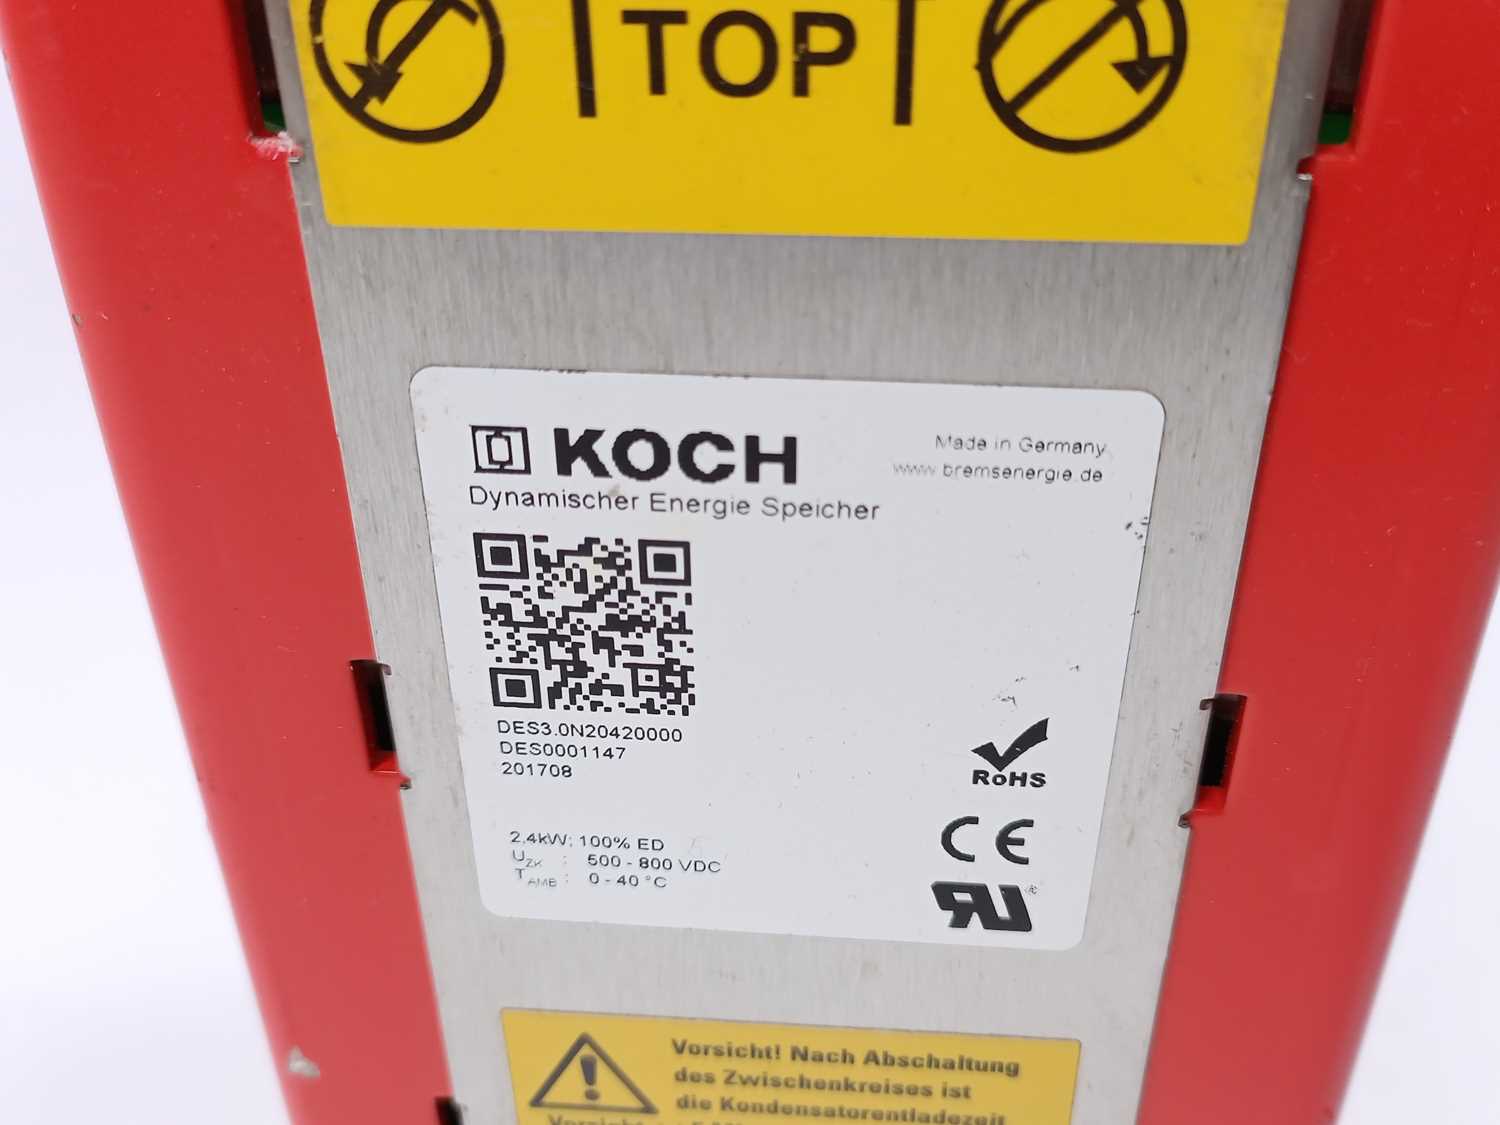 TOP
KOCH
Made in Germany
www.bremsenergie.de
Dynamischer Energie Speicher
DES3.0N20420000
DES0001147
201708
RoHS
2,4kW; 100% ED
UZK : 500 - 800 VDC
TAMB : 0 - 40 °C
CE
Vorsicht! Nach Abschaltung
des Zwischenkreises ist
die Kondensatorentladezeit